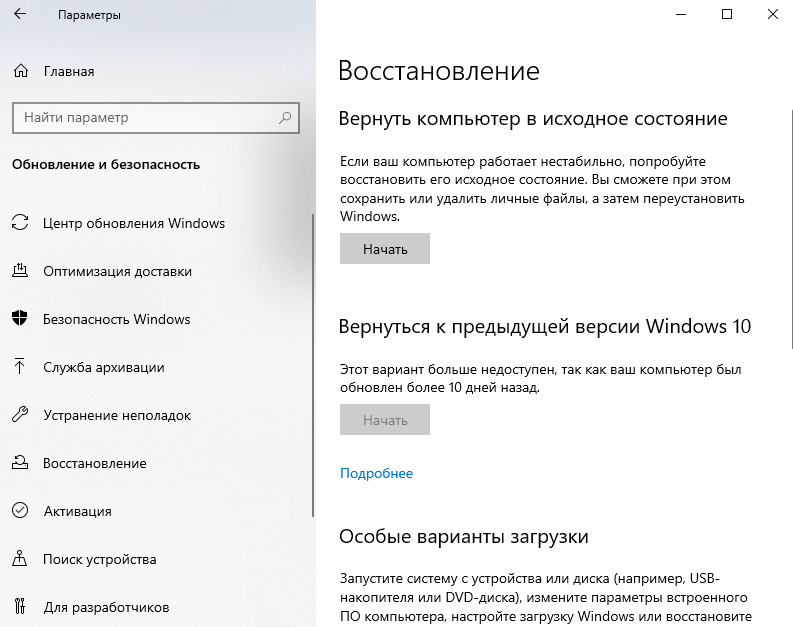 Параметры
Главная
Найти параметр
Обновление и безопасность
Центр обновления Windows
Оптимизация доставки
Безопасность Windows
Служба архивации
Устранение неполадок
Восстановление
Активация
Поиск устройства
Для разработчиков
Восстановление
Вернуть компьютер в исходное состояние
Если ваш компьютер работает нестабильно, попробуйте
восстановить его исходное состояние. Вы сможете при этом
сохранить или удалить личные файлы, а затем переустановить
Windows.
Начать
Вернуться к предыдущей версии Windows 10
Этот вариант больше недоступен, так как ваш компьютер был
обновлен более 10 дней назад.
Начать
Подробнее
Особые варианты загрузки
Запустите систему с устройства или диска (например, USB-
накопителя или DVD-диска), измените параметры встроенного
ПО компьютера, настройте загрузку Windows или восстановите